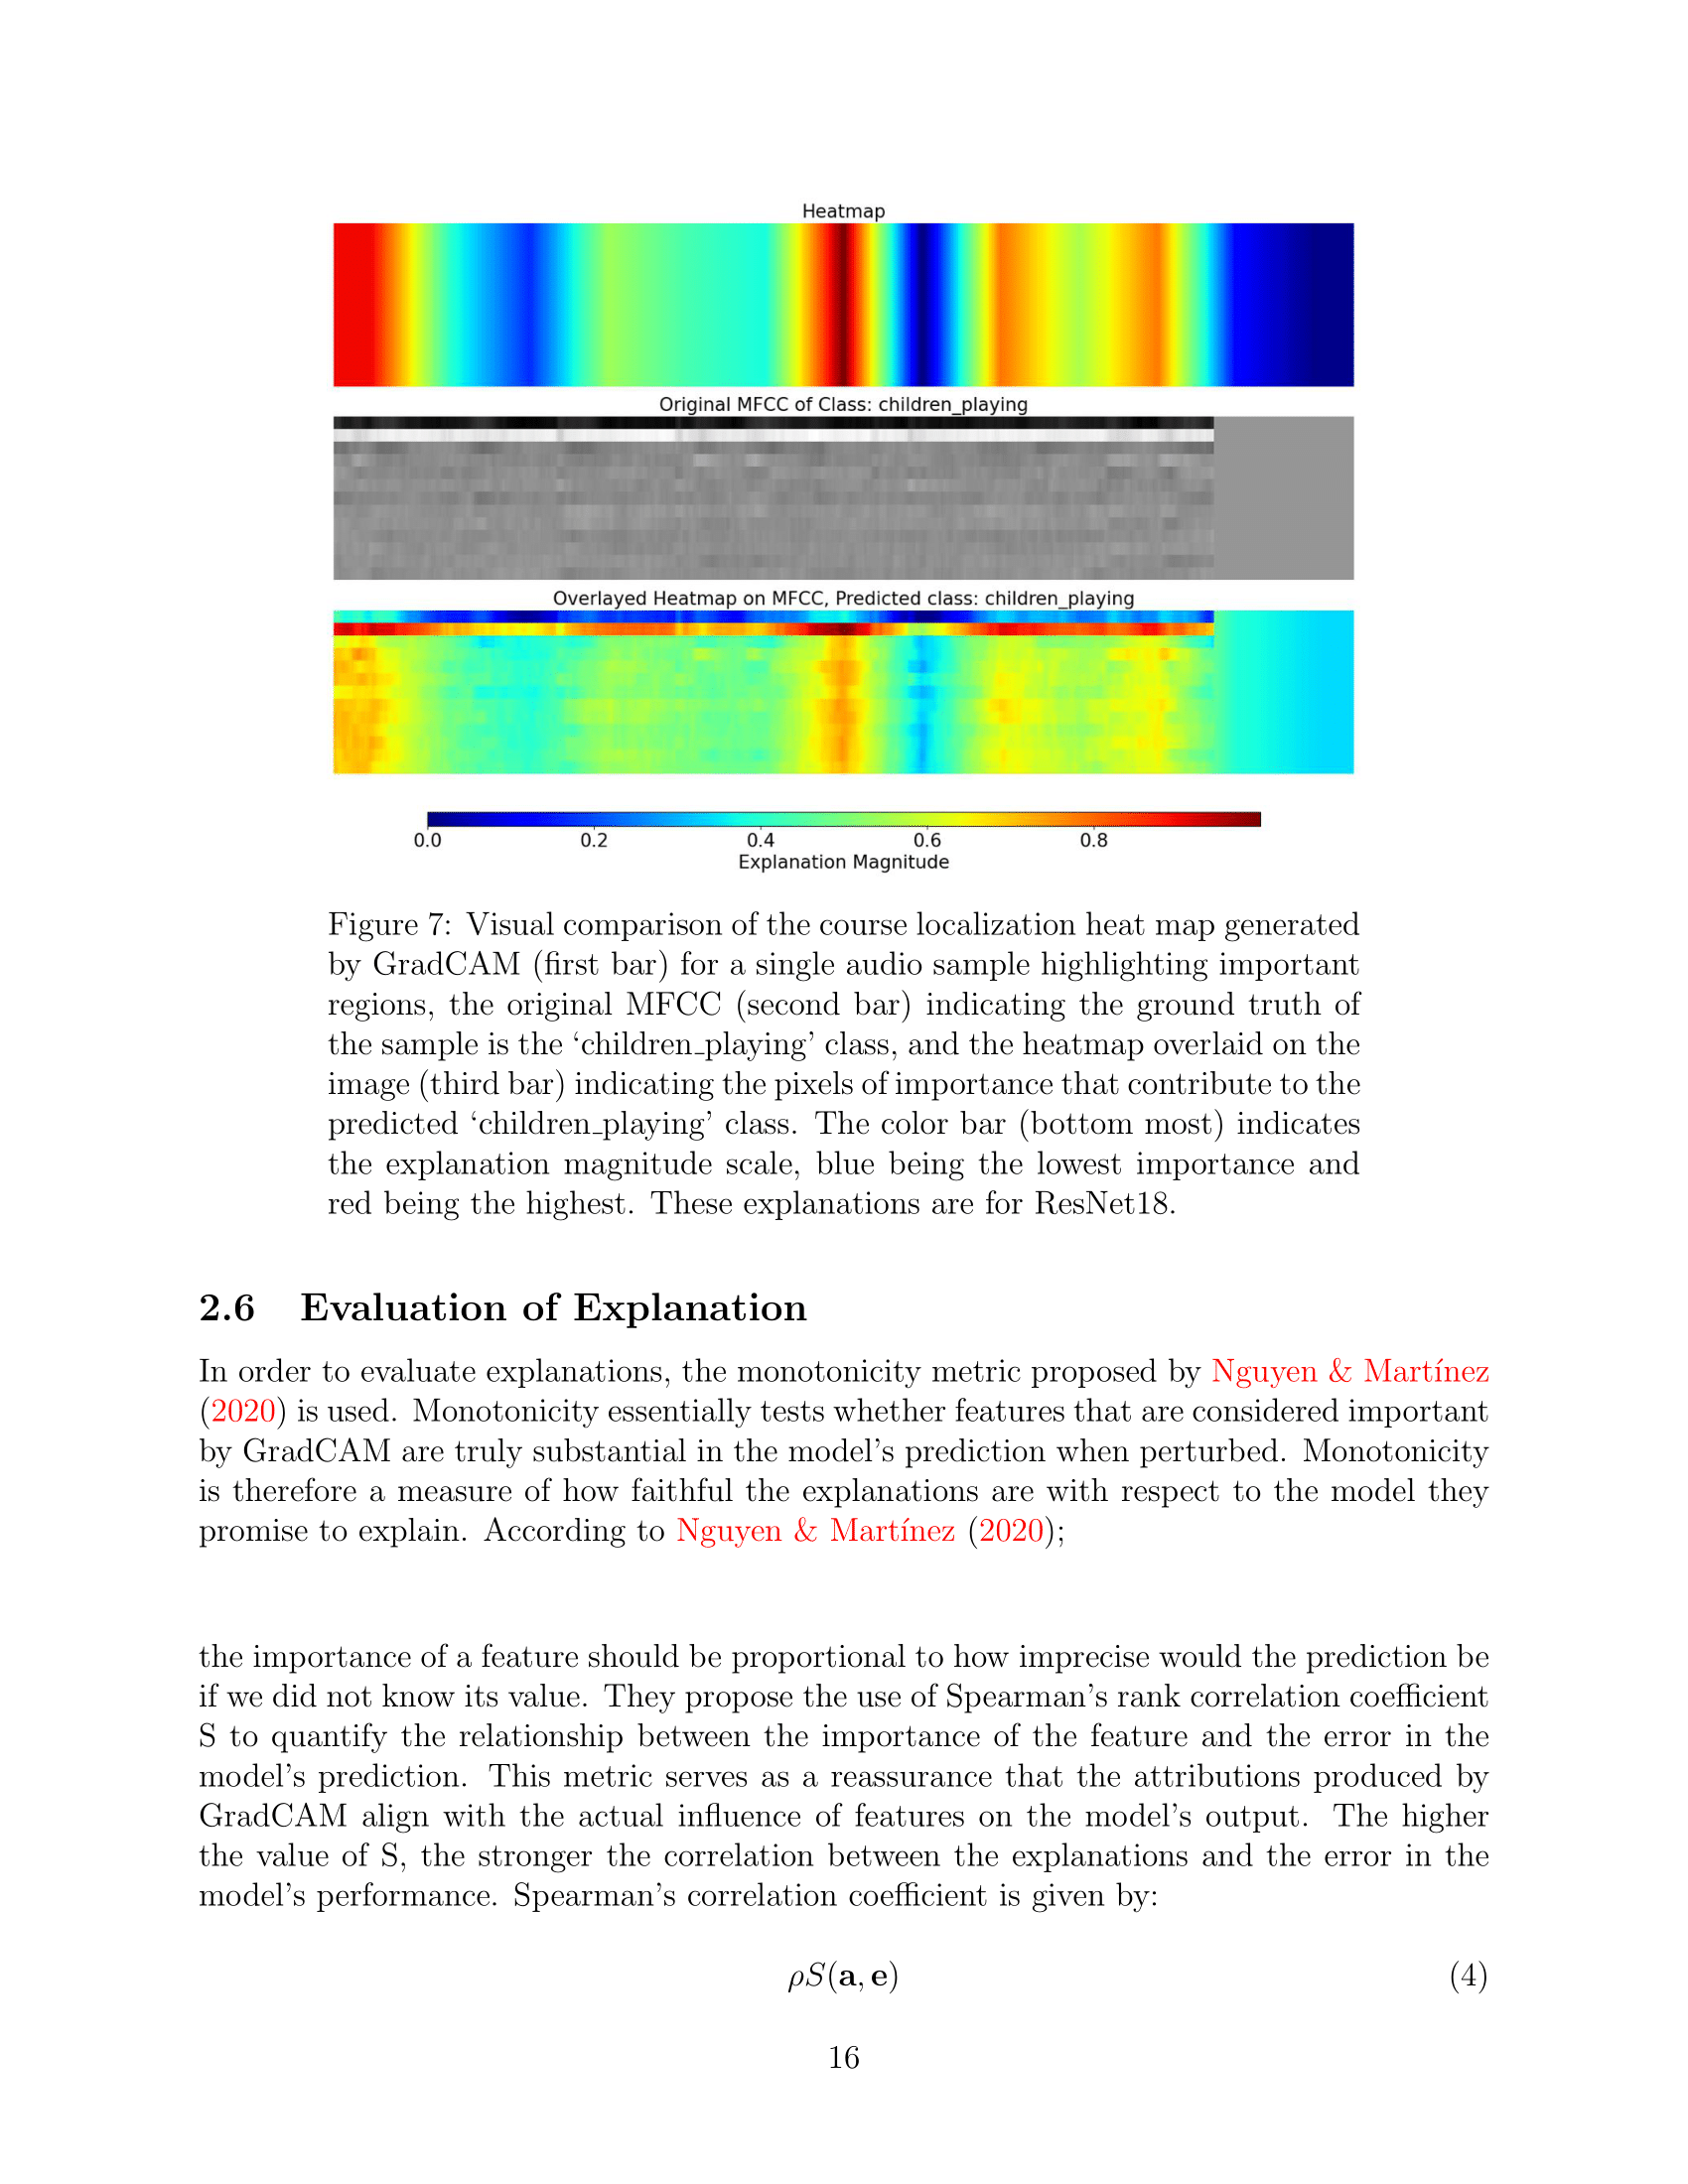 Heatmap
Original MFCC of Class: children_playing
Overlayed Heatmap on MFCC, Predicted class: children_playing
0.0 0.2 0.4 0.6 0.8
Explanation Magnitude
Figure 7: Visual comparison of the course localization heat map generated
by GradCAM (first bar) for a single audio sample highlighting important
regions, the original MFCC (second bar) indicating the ground truth of
the sample is the ‘children_playing’ class, and the heatmap overlaid on the
image (third bar) indicating the pixels of importance that contribute to the
predicted ‘children_playing’ class. The color bar (bottom most) indicates
the explanation magnitude scale, blue being the lowest importance and
red being the highest. These explanations are for ResNet18.
2.6 Evaluation of Explanation
In order to evaluate explanations, the monotonicity metric proposed by Nguyen & Martínez
(2020) is used. Monotonicity essentially tests whether features that are considered important
by GradCAM are truly substantial in the model’s prediction when perturbed. Monotonicity
is therefore a measure of how faithful the explanations are with respect to the model they
promise to explain. According to Nguyen & Martínez (2020);
the importance of a feature should be proportional to how imprecise would the prediction be
if we did not know its value. They propose the use of Spearman’s rank correlation coefficient
S to quantify the relationship between the importance of the feature and the error in the
model’s prediction. This metric serves as a reassurance that the attributions produced by
GradCAM align with the actual influence of features on the model’s output. The higher
the value of S, the stronger the correlation between the explanations and the error in the
model’s performance. Spearman’s correlation coefficient is given by:
ρS(a, e) (4)
16